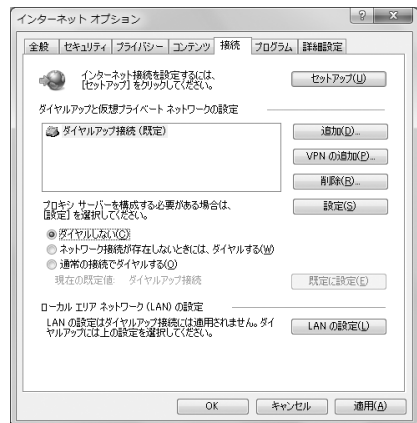 インターネット オプション
全般 セキュリティ プライバシー コンテンツ 接続 プログラム 詳細設定
インターネット接続を設定するには、
[セットアップ] をクリックしてください。
セットアップ(U)
ダイヤルアップと仮想プライベート ネットワークの設定
ダイヤルアップ接続 (既定)
追加(D)...
VPN の追加(P)...
削除(R)...
プロキシ サーバーを構成する必要がある場合は、
[設定] を選択してください。
設定(S)
ダイヤルしない(C)
ネットワーク接続が存在しないときには、ダイヤルする(W)
通常の接続でダイヤルする(O)
現在の既定値: ダイヤルアップ接続
既定に設定(E)
ローカル エリア ネットワーク (LAN) の設定
LAN の設定はダイヤルアップ接続には適用されません。ダイ
ヤルアップには上の設定を選択してください。
LAN の設定(L)
OK キャンセル 適用(A)